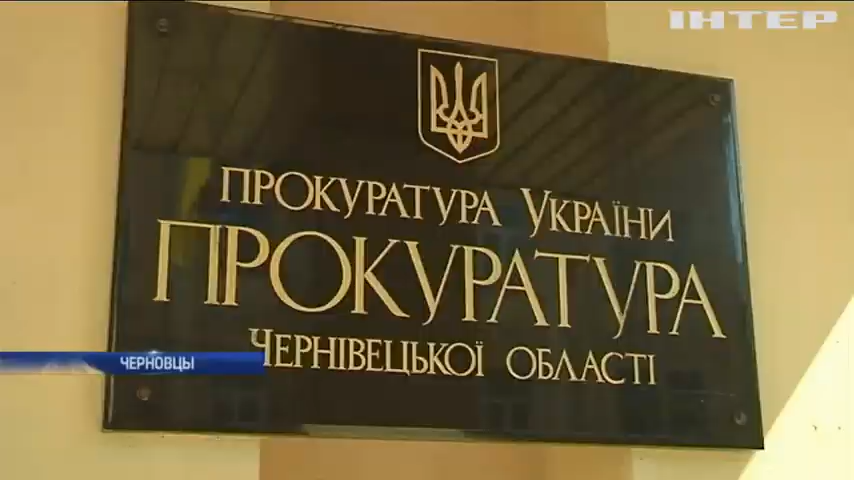 ІНТЕР
Прокуратура України
Прокуратура
Чернівецької області
ЧЕРНОВЦЫ